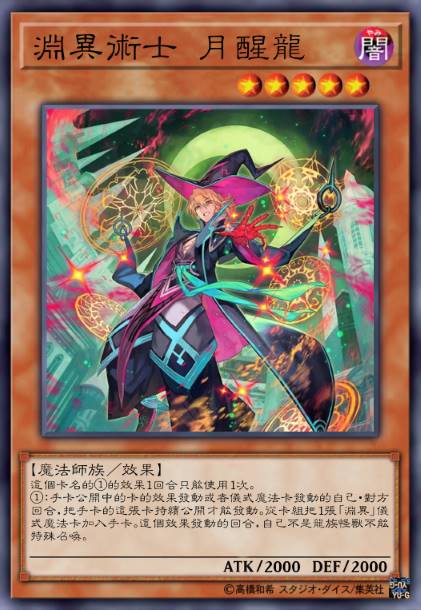 淵異術士 月醒龍
やみ
闇
【魔法師族／效果】
這個卡名的①的效果1回合只能使用1次。
①：手卡公開中的卡的效果發動或者儀式魔法卡發動的自己・對方
回合，把手卡的這張卡持續公開才能發動。從卡組把1張「淵異」儀
式魔法卡加入手卡。這個效果發動的回合，自己不是龍族怪獸不能
特殊召喚。
ATK/2000 DEF/2000
©高橋和希 スタジオ・ダイス/集英社